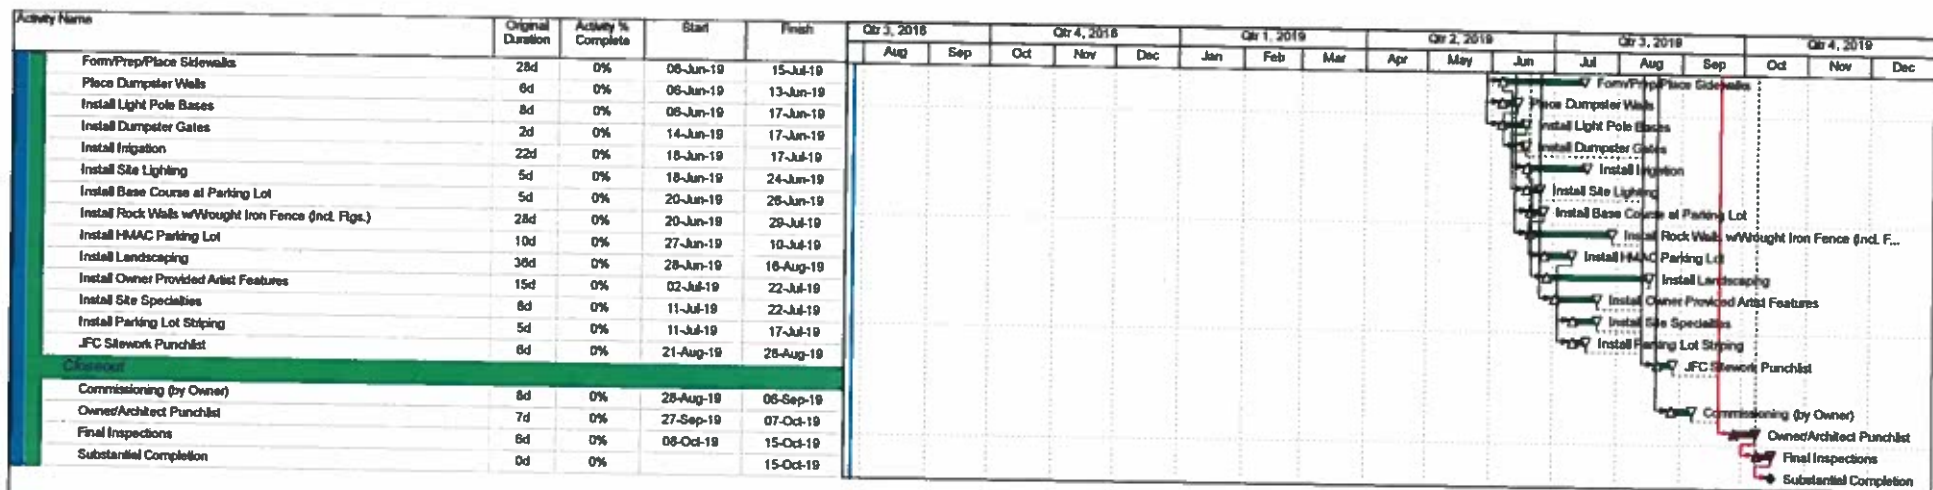 Activity Name Original Duration Activity % Complete Start Finish Qtr 3, 2018 Qtr 4, 2018 Qtr 1, 2019 Qtr 2, 2019 Qtr 3, 2019 Qtr 4, 2019
Aug Sep Oct Nov Dec Jan Feb Mar Apr May Jun Jul Aug Sep Oct Nov Dec
Form/Prep/Place Sidewalks 28d 0% 06-Jun-19 15-Jul-19 Form/Prep/Place Sidewalks
Place Dumpster Walls 6d 0% 06-Jun-19 13-Jun-19 Place Dumpster Walls
Install Light Pole Bases 8d 0% 06-Jun-19 17-Jun-19 Install Light Pole Bases
Install Dumpster Gates 2d 0% 14-Jun-19 17-Jun-19 Install Dumpster Gates
Install Irrigation 22d 0% 18-Jun-19 17-Jul-19 Install Irrigation
Install Site Lighting 5d 0% 18-Jun-19 24-Jun-19 Install Site Lighting
Install Base Course at Parking Lot 5d 0% 20-Jun-19 26-Jun-19 Install Base Course at Parking Lot
Install Rock Walls w/Wrought Iron Fence (Incl. Ftgs.) 28d 0% 20-Jun-19 29-Jul-19 Install Rock Walls w/Wrought Iron Fence (Incl. F...
Install HMAC Parking Lot 10d 0% 27-Jun-19 10-Jul-19 Install HMAC Parking Lot
Install Landscaping 36d 0% 28-Jun-19 16-Aug-19 Install Landscaping
Install Owner Provided Artist Features 15d 0% 02-Jul-19 22-Jul-19 Install Owner Provided Artist Features
Install Site Specialties 8d 0% 11-Jul-19 22-Jul-19 Install Site Specialties
Install Parking Lot Striping 5d 0% 11-Jul-19 17-Jul-19 Install Parking Lot Striping
JFC Sitework Punchlist 6d 0% 21-Aug-19 28-Aug-19 JFC Sitework Punchlist
Closeout
Commissioning (by Owner) 8d 0% 28-Aug-19 06-Sep-19 Commissioning (by Owner)
Owner/Architect Punchlist 7d 0% 27-Sep-19 07-Oct-19 Owner/Architect Punchlist
Final Inspections 6d 0% 08-Oct-19 15-Oct-19 Final Inspections
Substantial Completion 0d 0% 15-Oct-19 Substantial Completion